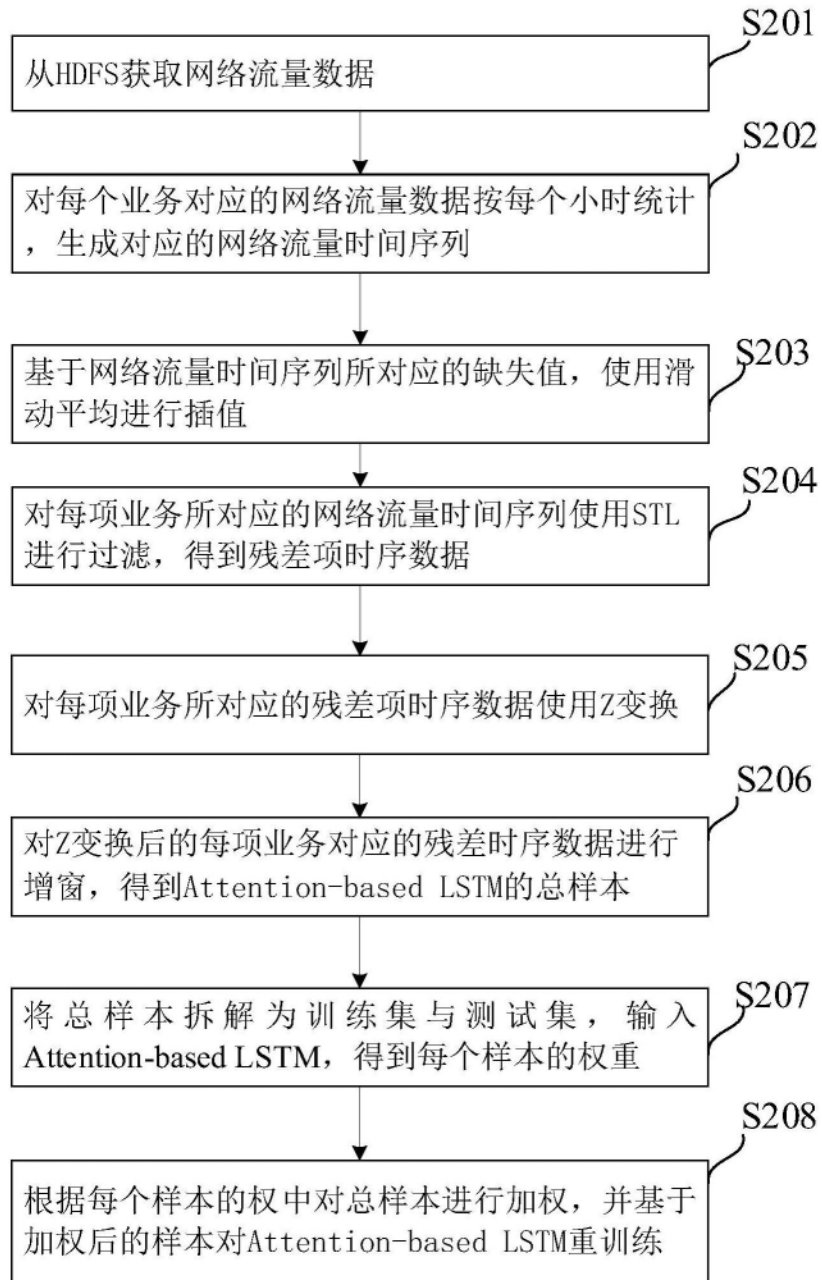 S201
从HDFS获取网络流量数据
S202
对每个业务对应的网络流量数据按每个小时统计
，生成对应的网络流量时间序列
S203
基于网络流量时间序列所对应的缺失值，使用滑
动平均进行插值
S204
对每项业务所对应的网络流量时间序列使用STL
进行过滤，得到残差项时序数据
S205
对每项业务所对应的残差项时序数据使用Z变换
S206
对Z变换后的每项业务对应的残差时序数据进行
增窗，得到Attention-based LSTM的总样本
S207
将总样本拆解为训练集与测试集，输入
Attention-based LSTM，得到每个样本的权重
S208
根据每个样本的权中对总样本进行加权，并基于
加权后的样本对Attention-based LSTM重训练